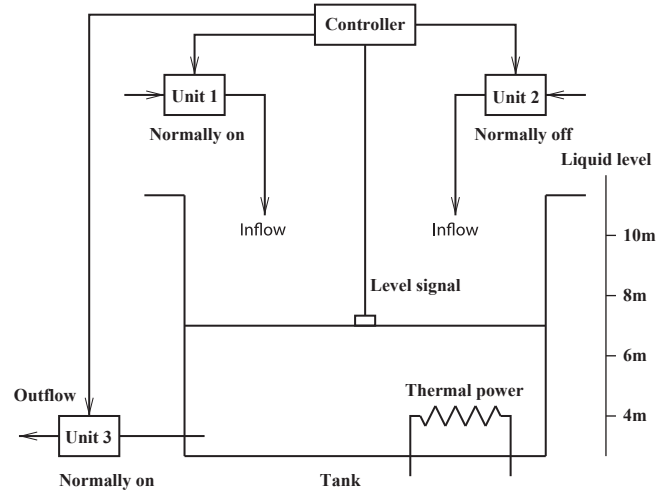 Controller
Unit 1
Unit 2
Normally on
Normally off
Liquid level
Inflow
Inflow
10m
Level signal
8m
6m
Thermal power
Outflow
4m
Unit 3
Normally on
Tank